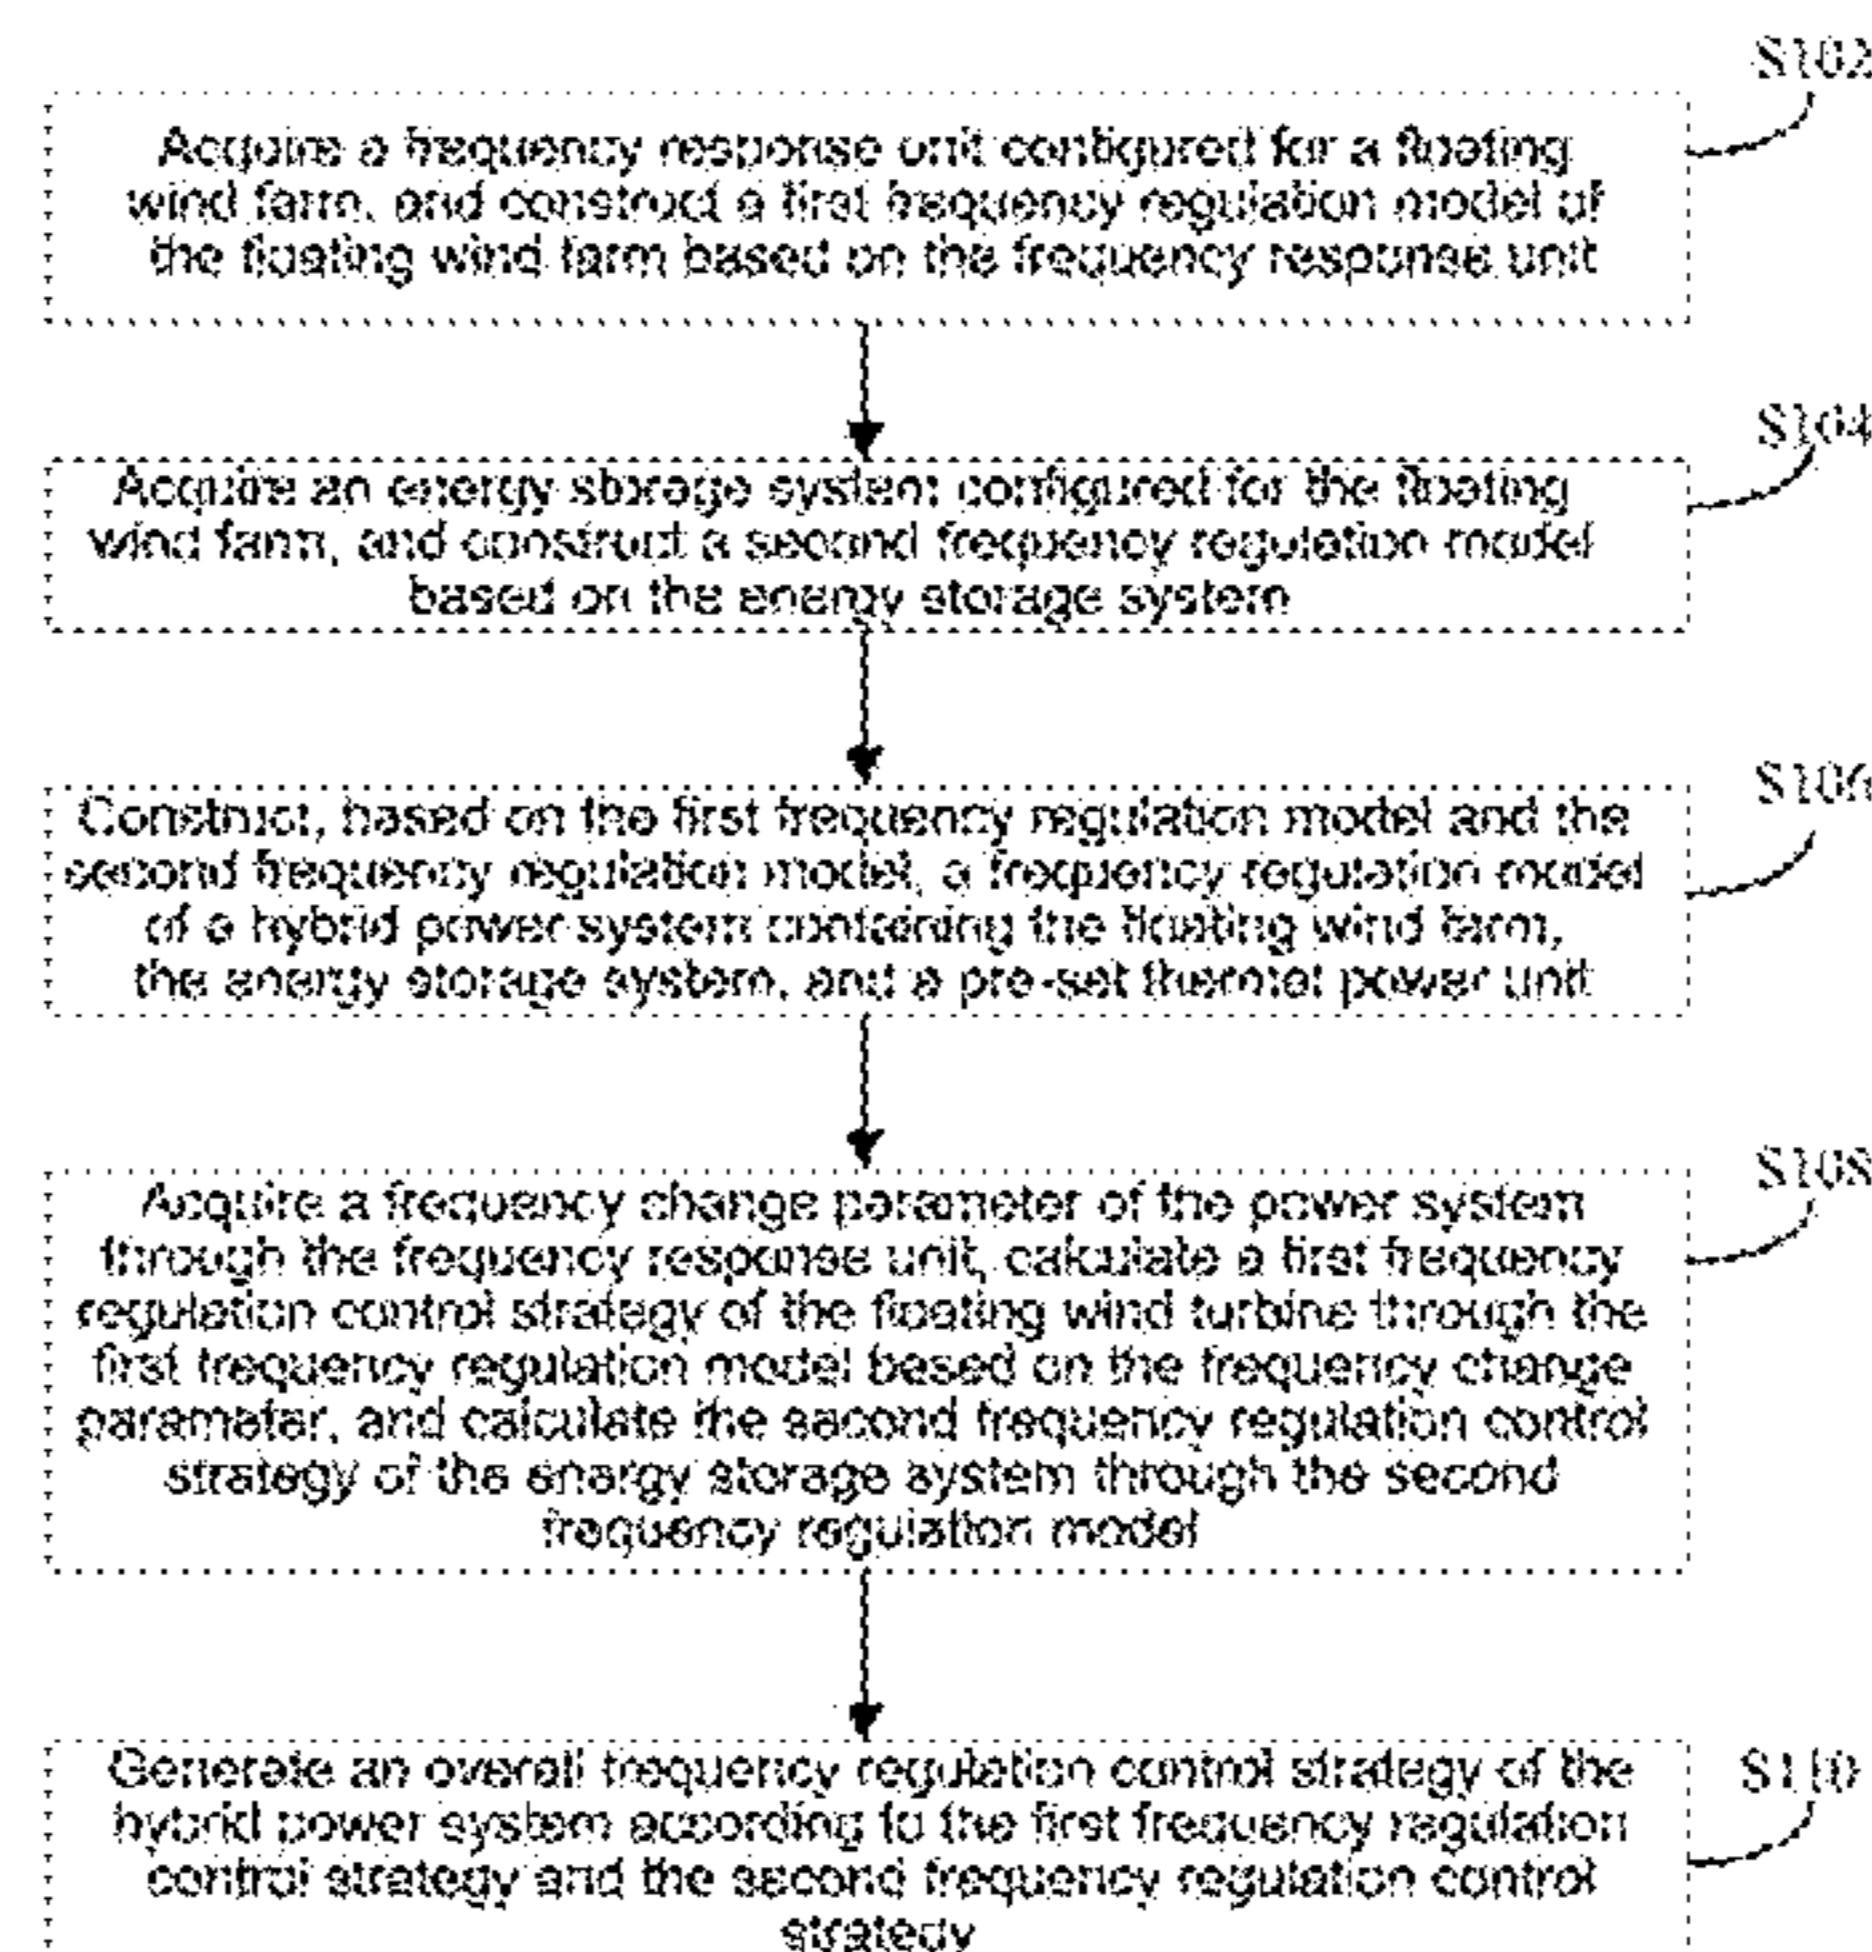 S102
Acquire a frequency response unit configured for a floating
wind farm, and construct a first frequency regulation model of
the floating wind farm based on the frequency response unit
S104
Acquire an energy storage system configured for the floating
wind farm, and construct a second frequency regulation model
based on the energy storage system
S106
Construct, based on the first frequency regulation model and the
second frequency regulation model, a frequency regulation model
of a hybrid power system containing the floating wind farm,
the energy storage system, and a pre-set thermal power unit
S108
Acquire a frequency change parameter of the power system
through the frequency response unit, calculate a first frequency
regulation control strategy of the floating wind turbine through the
first frequency regulation model based on the frequency change
parameter, and calculate the second frequency regulation control
strategy of the energy storage system through the second
frequency regulation model
S110
Generate an overall frequency regulation control strategy of the
hybrid power system according to the first frequency regulation
control strategy and the second frequency regulation control
strategy